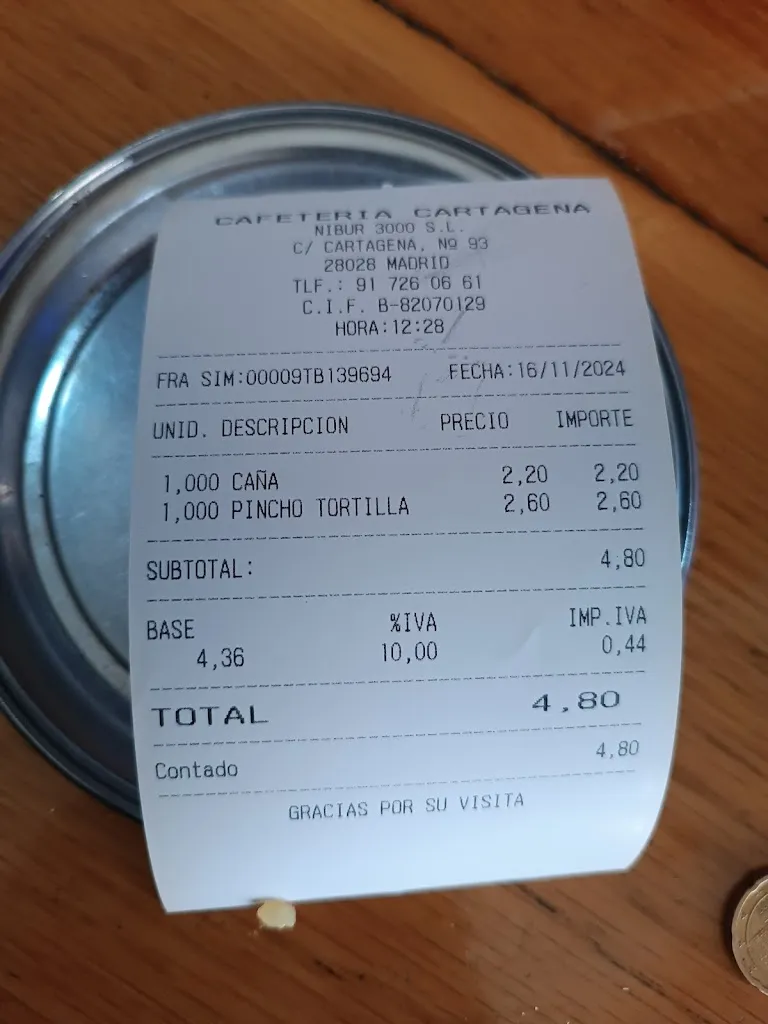 CAFETERIA CARTAGENA
NIBUR 3000 S.L.
C/ CARTAGENA, Nº 93
28028 MADRID
TLF.: 91 726 06 61
C.I.F. B-82070129
HORA:12:28
FRA SIM:00009TB139694 FECHA:16/11/2024
UNID. DESCRIPCION PRECIO IMPORTE
1,000 CAÑA 2,20 2,20
1,000 PINCHO TORTILLA 2,60 2,60
SUBTOTAL: 4,80
BASE %IVA IMP.IVA
4,36 10,00 0,44
TOTAL 4,80
Contado 4,80
GRACIAS POR SU VISITA